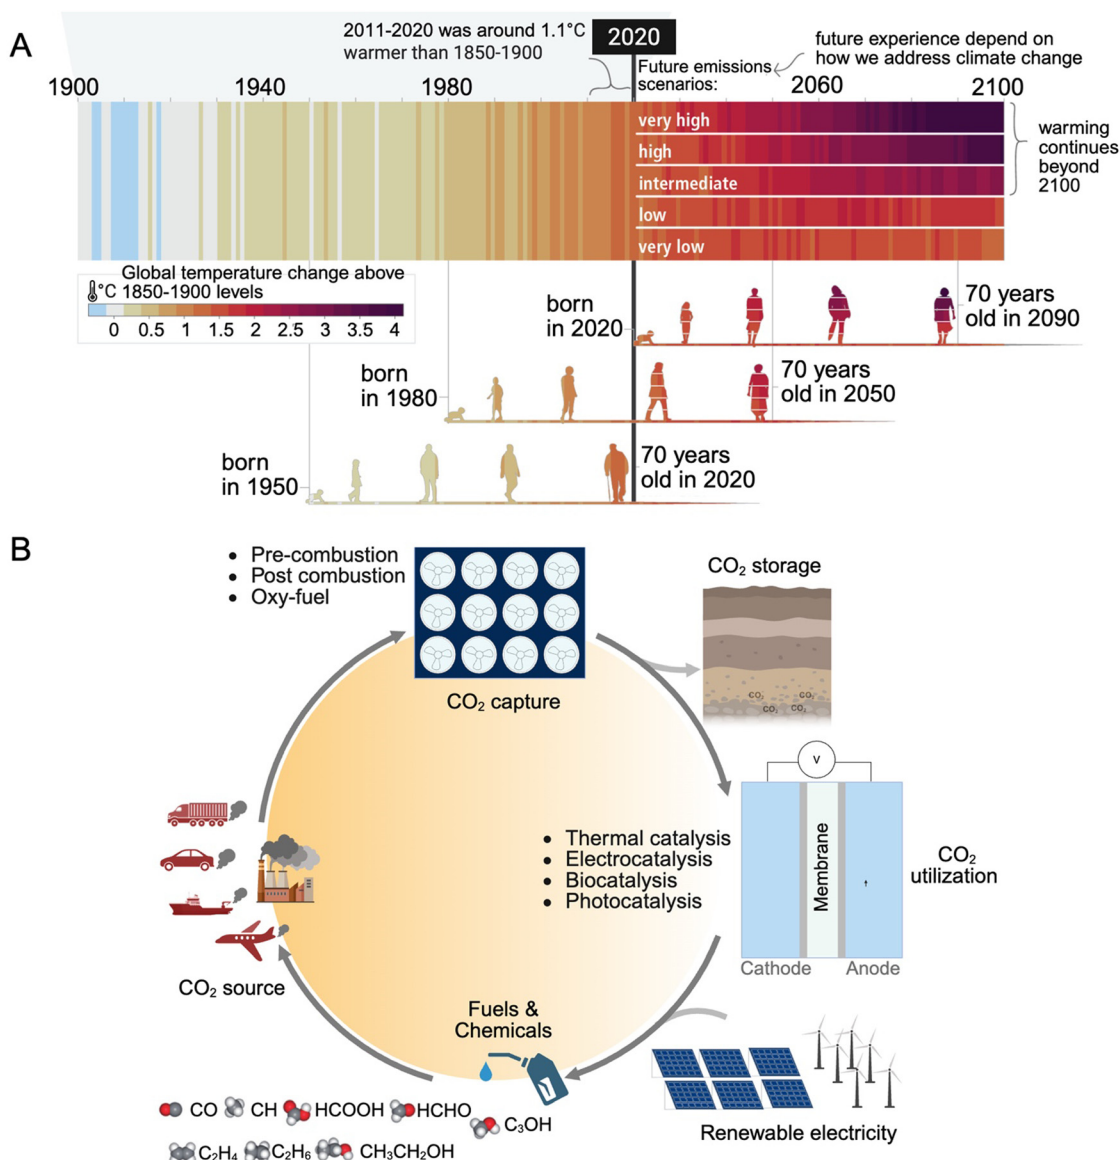 A
2011-2020 was around 1.1°C
warmer than 1850-1900
2020
future experience depend on
how we address climate change
Future emissions
scenarios:
1900 1940 1980 2060 2100
very high
high
intermediate
low
very low
warming
continues
beyond
2100
Global temperature change above
°C 1850-1900 levels
0 0.5 1 1.5 2 2.5 3 3.5 4
born
in 2020
70 years
old in 2090
born
in 1980
70 years
old in 2050
born
in 1950
70 years
old in 2020
B
• Pre-combustion
• Post combustion
• Oxy-fuel
CO₂ capture
CO₂ storage
CO₂ CO₂
CO₂ CO₂
V
Membrane
Cathode Anode
CO₂
utilization
• Thermal catalysis
• Electrocatalysis
• Biocatalysis
• Photocatalysis
CO₂ source
Fuels &
Chemicals
CO CH HCOOH HCHO C₃OH
C₂H₄ C₂H₆ CH₃CH₂OH
Renewable electricity